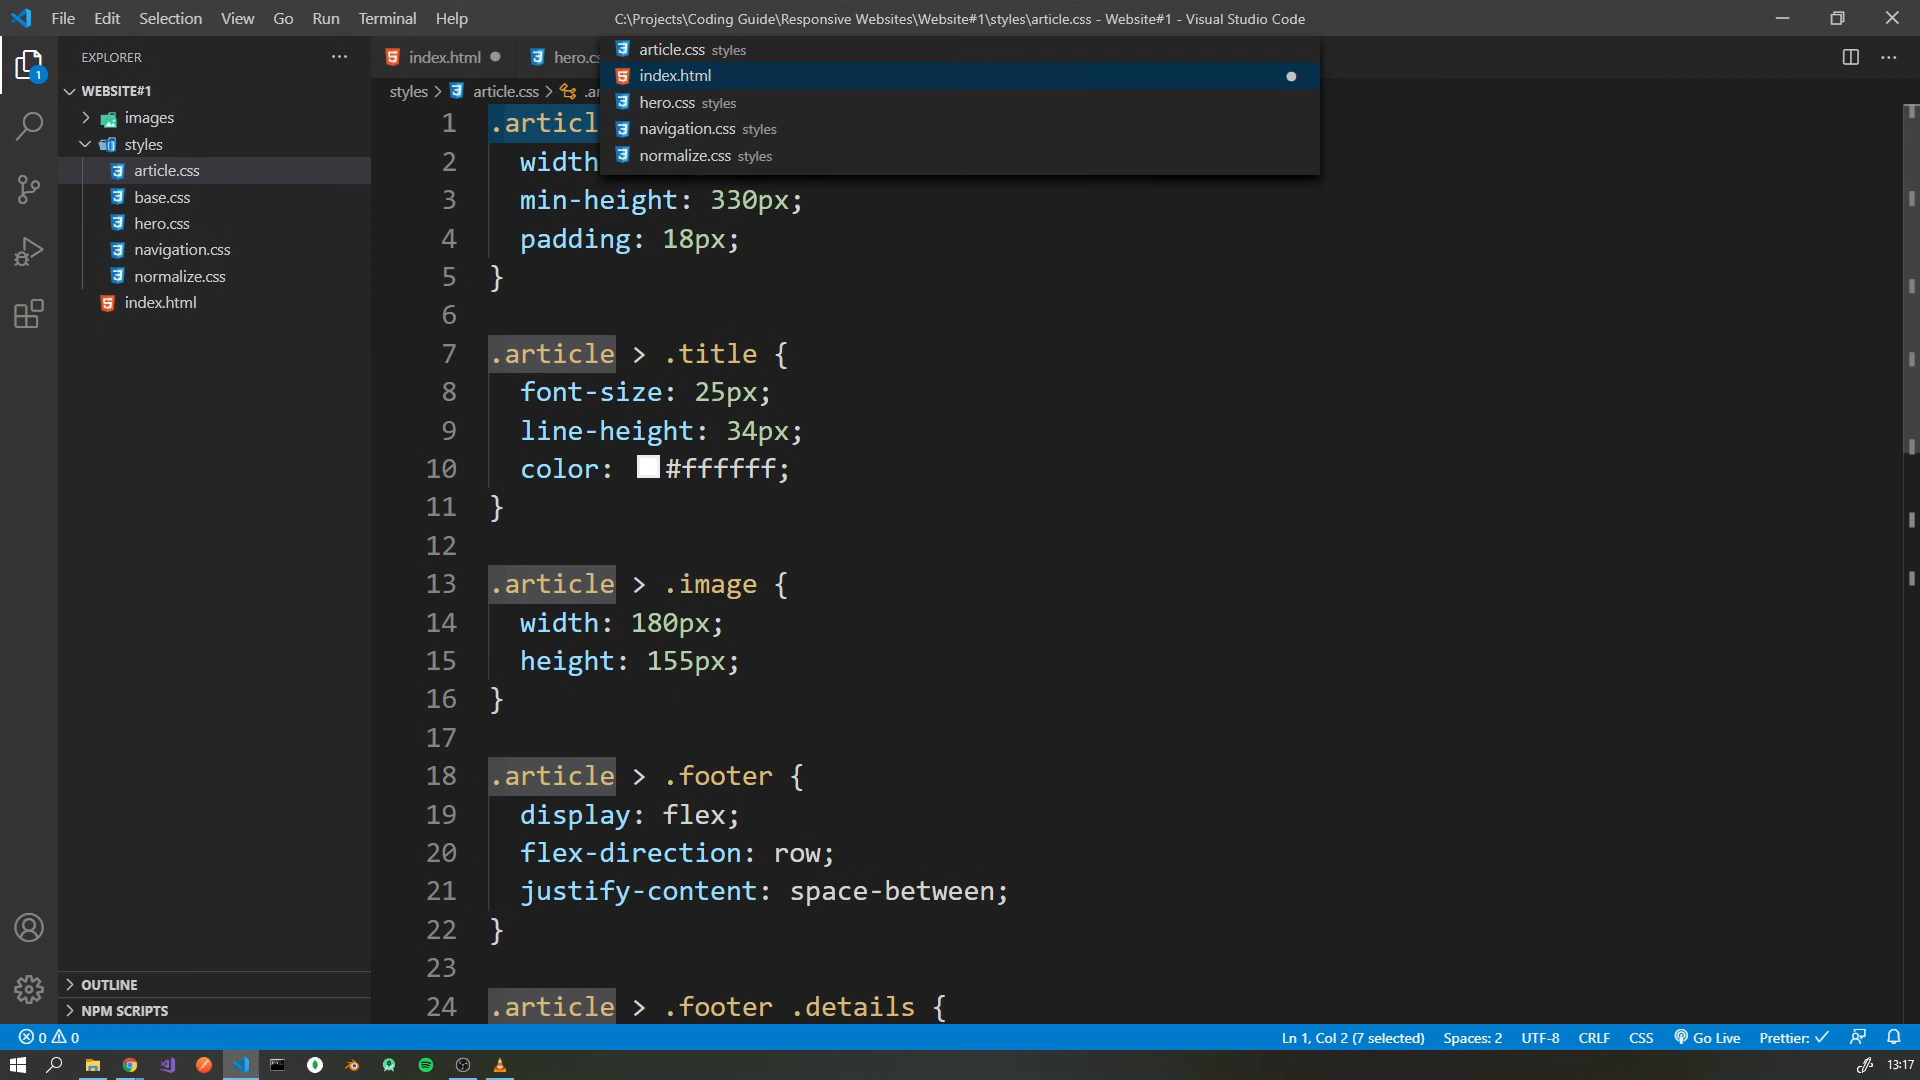 File Edit Selection View Go Run Terminal Help
C:\Projects\Coding Guide\Responsive Websites\Website#1\styles\article.css - Website#1 - Visual Studio Code
EXPLORER
WEBSITE#1
images
styles
article.css
base.css
hero.css
navigation.css
normalize.css
index.html
OUTLINE
NPM SCRIPTS
index.html
article.css styles
index.html
hero.css styles
navigation.css styles
normalize.css styles
styles > article.css >
1 .articl
2 width
3 min-height: 330px;
4 padding: 18px;
5 }
6
7 .article > .title {
8 font-size: 25px;
9 line-height: 34px;
10 color: #ffffff;
11 }
12
13 .article > .image {
14 width: 180px;
15 height: 155px;
16 }
17
18 .article > .footer {
19 display: flex;
20 flex-direction: row;
21 justify-content: space-between;
22 }
23
24 .article > .footer .details {
0 0
Ln 1, Col 2 (7 selected) Spaces: 2 UTF-8 CRLF CSS Go Live Prettier: ✓
1
13:17